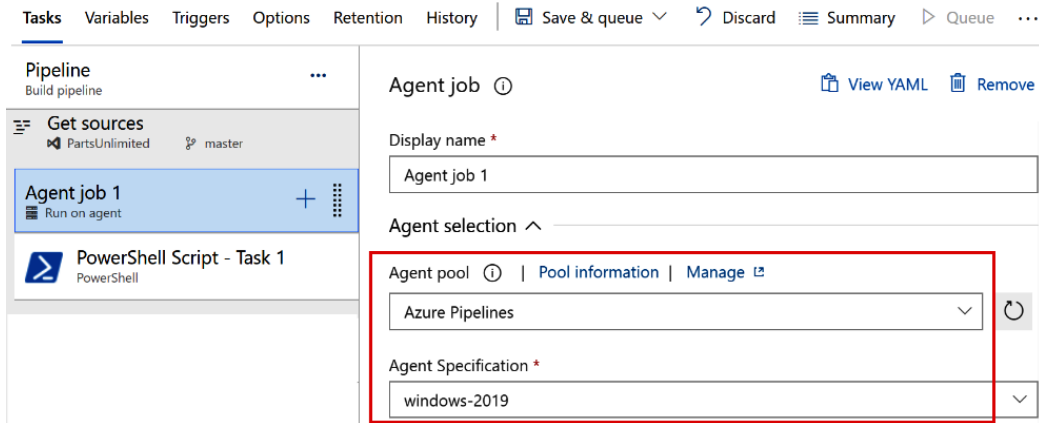 Tasks Variables Triggers Options Retention History Save & queue Discard Summary Queue ...
Pipeline ...
Build pipeline
Get sources
PartsUnlimited master
Agent job 1
Run on agent
PowerShell Script - Task 1
PowerShell
Agent job View YAML Remove
Display name *
Agent job 1
Agent selection
Agent pool | Pool information | Manage
Azure Pipelines
Agent Specification *
windows-2019